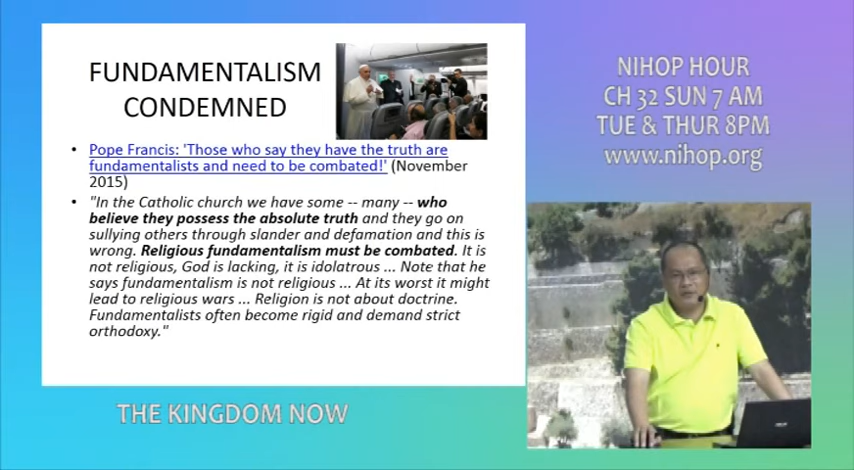 FUNDAMENTALISM
CONDEMNED
• Pope Francis: 'Those who say they have the truth are
fundamentalists and need to be combated!' (November
2015)
• "In the Catholic church we have some -- many -- who
believe they possess the absolute truth and they go on
sullying others through slander and defamation and this is
wrong. Religious fundamentalism must be combated. It is
not religious, God is lacking, it is idolatrous ... Note that he
says fundamentalism is not religious ... At its worst it might
lead to religious wars ... Religion is not about doctrine.
Fundamentalists often become rigid and demand strict
orthodoxy."
NIHOP HOUR
CH 32 SUN 7 AM
TUE & THUR 8PM
www.nihop.org
THE KINGDOM NOW